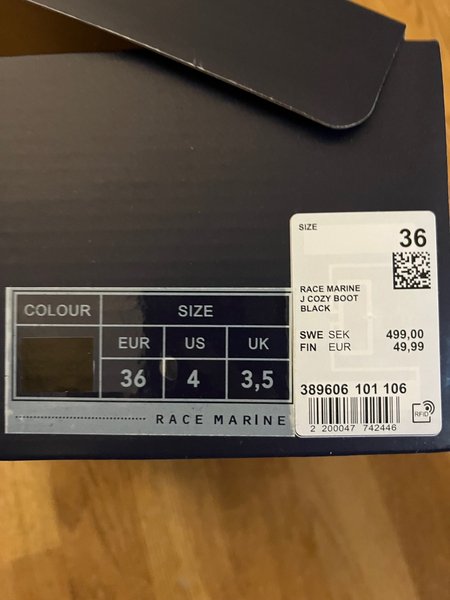 SIZE
36
RACE MARINE
J COZY BOOT
BLACK
SWE SEK 499,00
FIN EUR 49,99
389606 101 106
2 200047 742446
RFID
COLOUR SIZE
EUR US UK
36 4 3,5
RACE MARINE